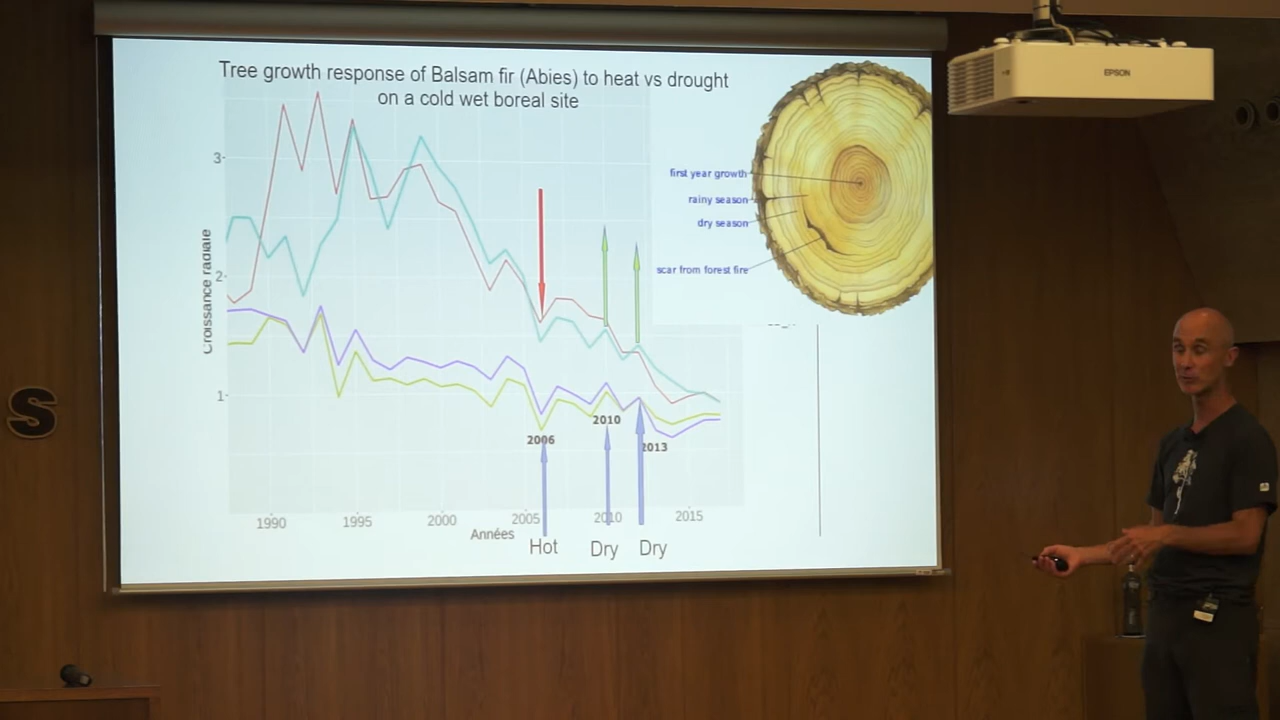 Tree growth response of Balsam fir (Abies) to heat vs drought
on a cold wet boreal site
EPSON
3
2
1
Croissance radiale
first year growth
rainy season
dry season
scar from forest fire
2006
2010
2013
1990
1995
2000
2005
2010
2015
Années
Hot
Dry
Dry
S